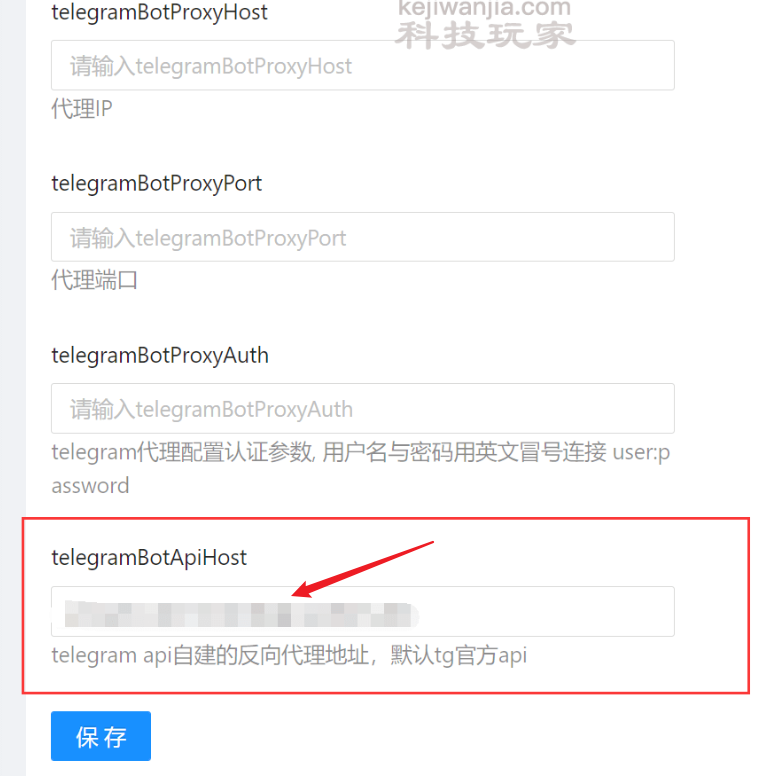 kejiwanjia.com
科技玩家
telegramBotProxyHost
请输入telegramBotProxyHost
代理IP
telegramBotProxyPort
请输入telegramBotProxyPort
代理端口
telegramBotProxyAuth
请输入telegramBotProxyAuth
telegram代理配置认证参数, 用户名与密码用英文冒号连接 user:p
assword
telegramBotApiHost
telegram api自建的反向代理地址，默认tg官方api
保存